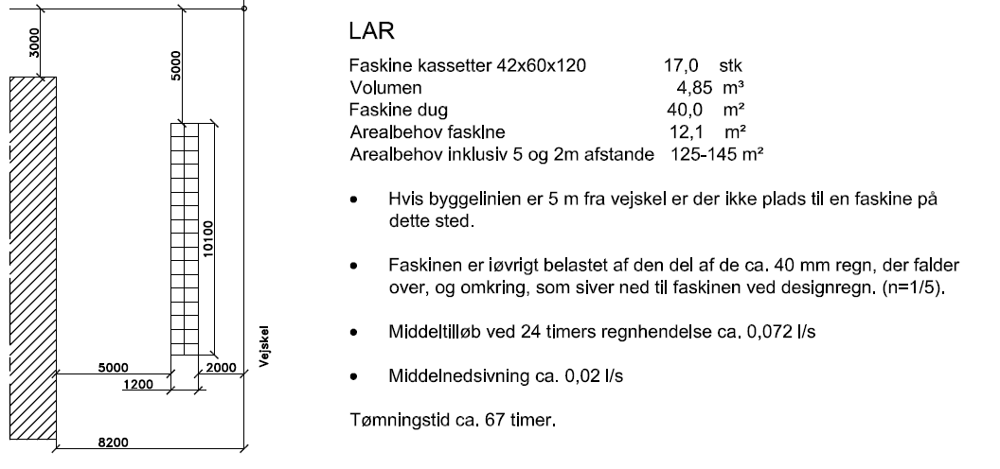 3000
5000
10100
Vejskel
5000
2000
1200
8200
LAR
Faskine kassetter 42x60x120 17,0 stk
Volumen 4,85 m³
Faskine dug 40,0 m²
Arealbehov faskine 12,1 m²
Arealbehov inklusiv 5 og 2m afstande 125-145 m²
• Hvis byggelinien er 5 m fra vejskel er der ikke plads til en faskine på
dette sted.
• Faskinen er iøvrigt belastet af den del af de ca. 40 mm regn, der falder
over, og omkring, som siver ned til faskinen ved designregn. (n=1/5).
• Middeltilløb ved 24 timers regnhendelse ca. 0,072 l/s
• Middelnedsivning ca. 0,02 l/s
Tømningstid ca. 67 timer.